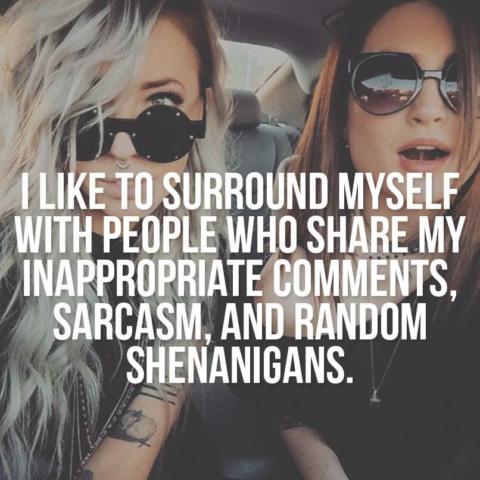 I LIKE TO SURROUND MYSELF
WITH PEOPLE WHO SHARE MY
INAPPROPRIATE COMMENTS,
SARCASM, AND RANDOM
SHENANIGANS.